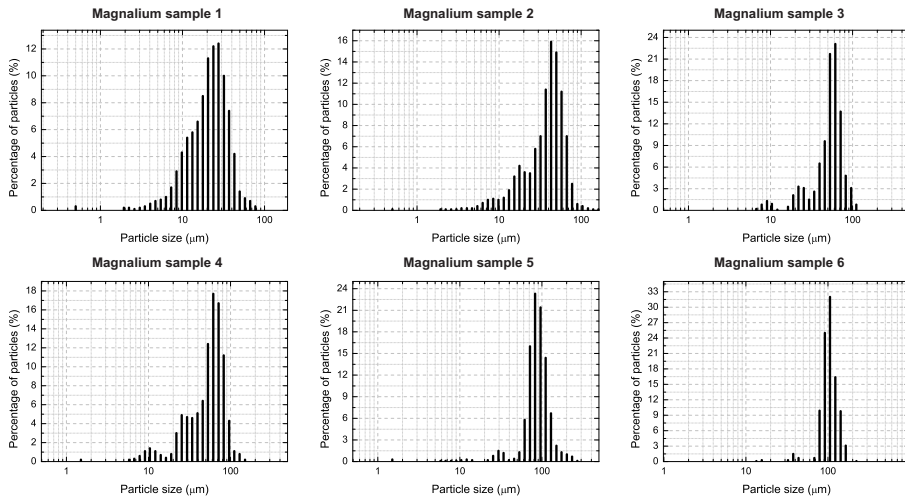 Magnalium sample 1
Percentage of particles (%)
12
10
8
6
4
2
0
1 10 100
Particle size (μm)
Magnalium sample 2
Percentage of particles (%)
16
14
12
10
8
6
4
2
0
1 10 100
Particle size (μm)
Magnalium sample 3
Percentage of particles (%)
24
21
18
15
12
9
6
3
0
1 10 100
Particle size (μm)
Magnalium sample 4
Percentage of particles (%)
18
16
14
12
10
8
6
4
2
0
1 10 100
Particle size (μm)
Magnalium sample 5
Percentage of particles (%)
24
21
18
15
12
9
6
3
0
1 10 100
Particle size (μm)
Magnalium sample 6
Percentage of particles (%)
33
30
27
24
21
18
15
12
9
6
3
0
1 10 100
Particle size (μm)